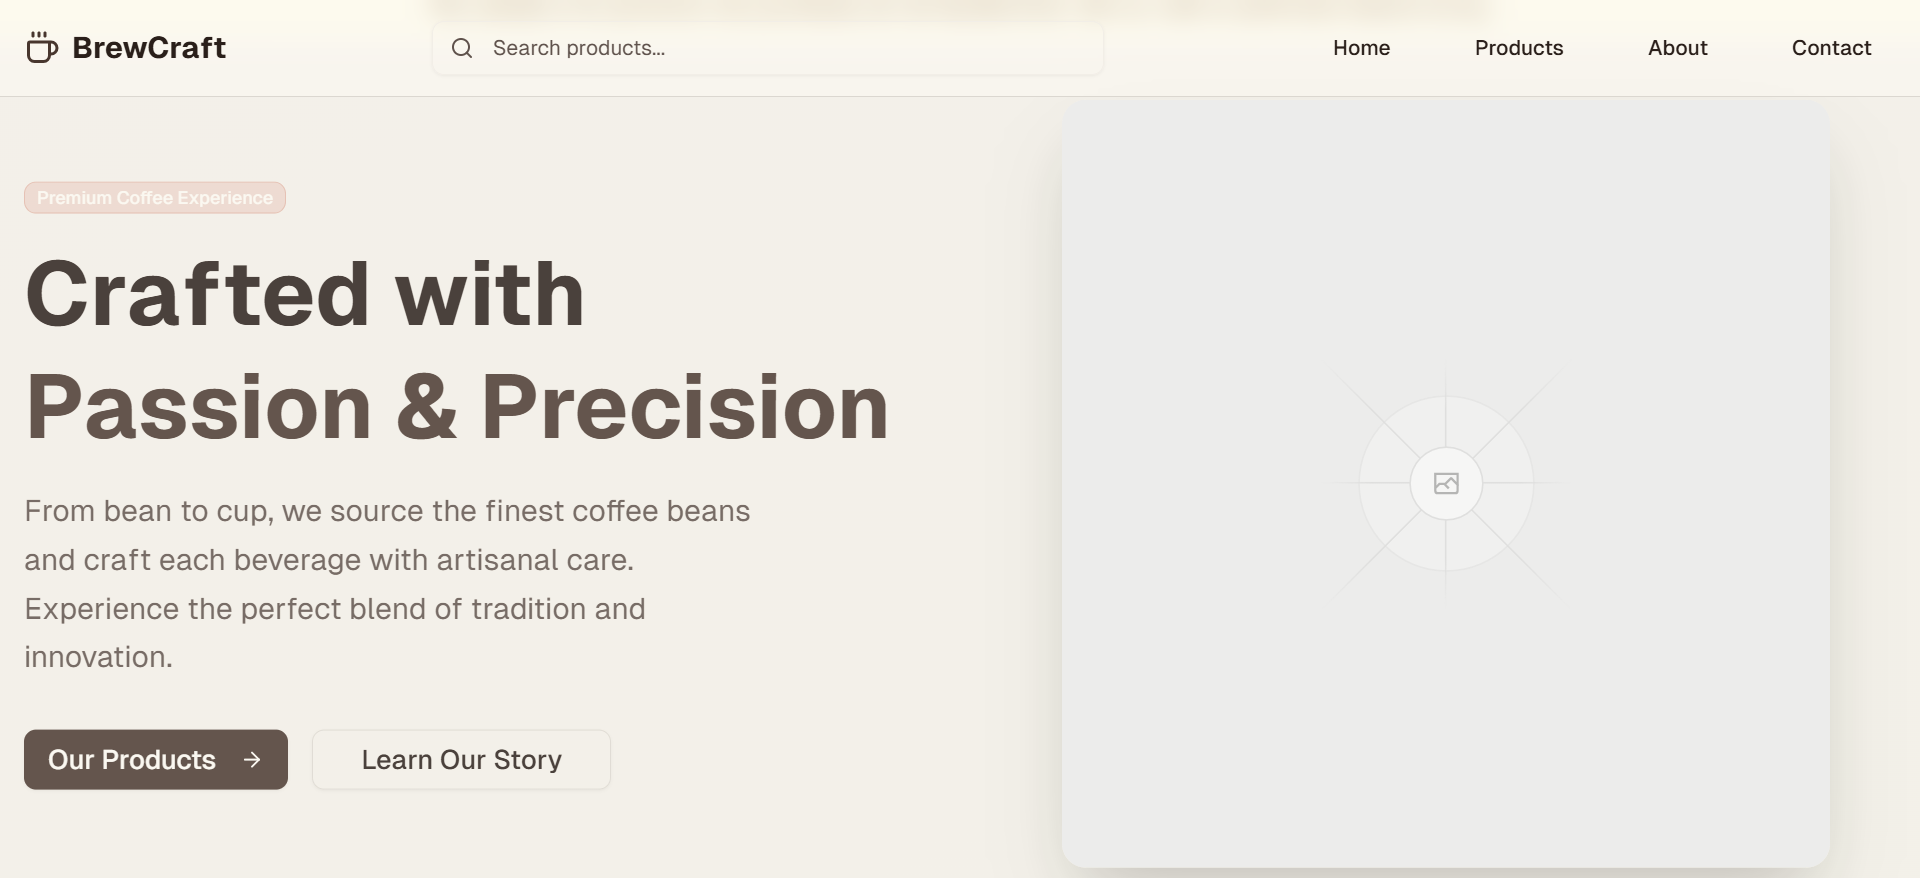 BrewCraft
Search products...
Home
Products
About
Contact
Premium Coffee Experience
Crafted with
Passion & Precision
From bean to cup, we source the finest coffee beans
and craft each beverage with artisanal care.
Experience the perfect blend of tradition and
innovation.
Our Products
Learn Our Story